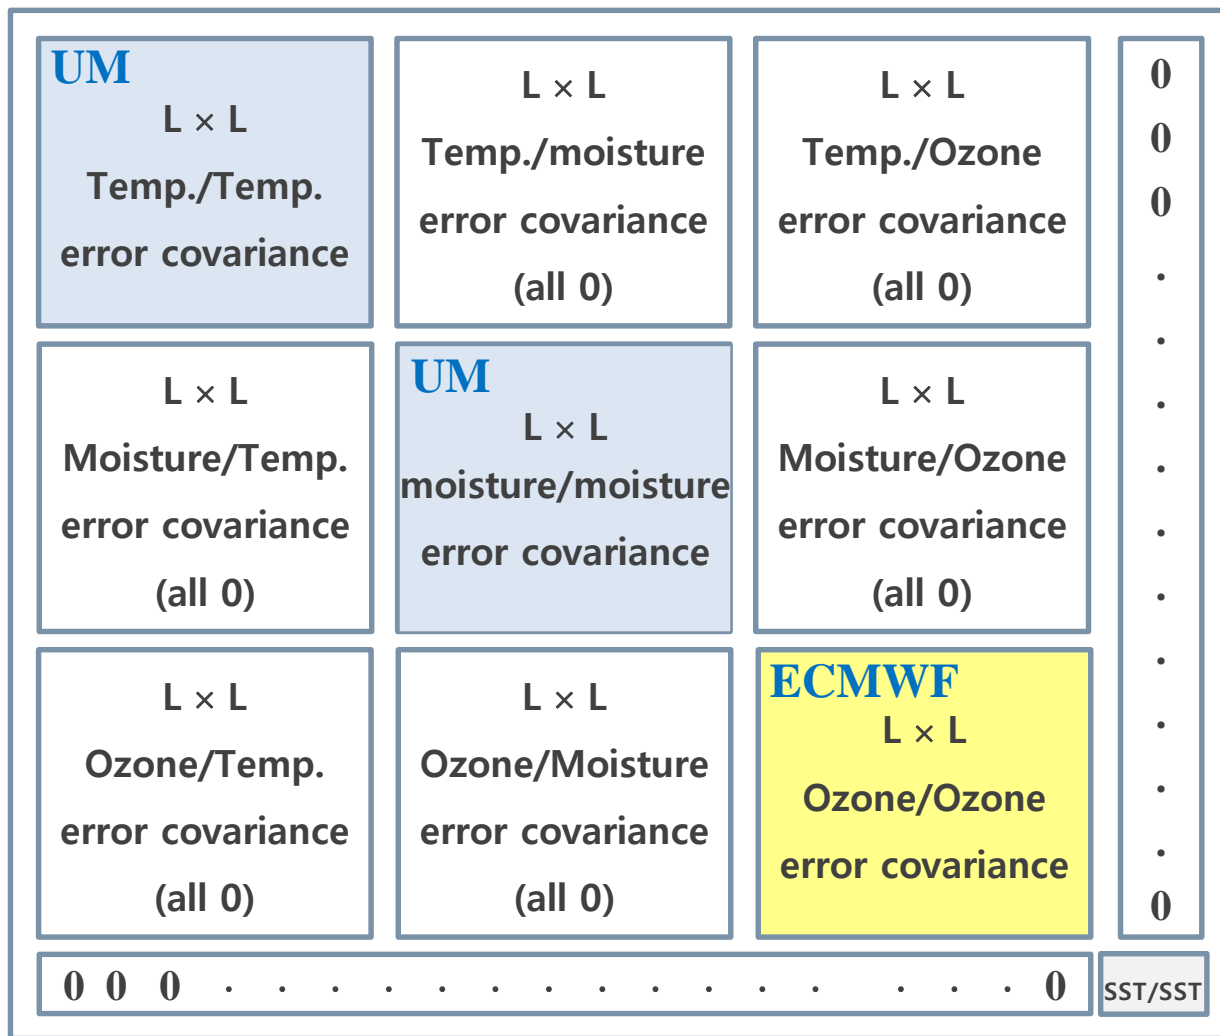 UM
L × L
Temp./Temp.
error covariance
L × L
Temp./moisture
error covariance
(all 0)
L × L
Temp./Ozone
error covariance
(all 0)
0
0
0
.
.
.
.
.
.
.
.
.
.
0
L × L
Moisture/Temp.
error covariance
(all 0)
UM
L × L
moisture/moisture
error covariance
L × L
Moisture/Ozone
error covariance
(all 0)
L × L
Ozone/Temp.
error covariance
(all 0)
L × L
Ozone/Moisture
error covariance
(all 0)
ECMWF
L × L
Ozone/Ozone
error covariance
0 0 0 . . . . . . . . . . . . . . . 0
SST/SST